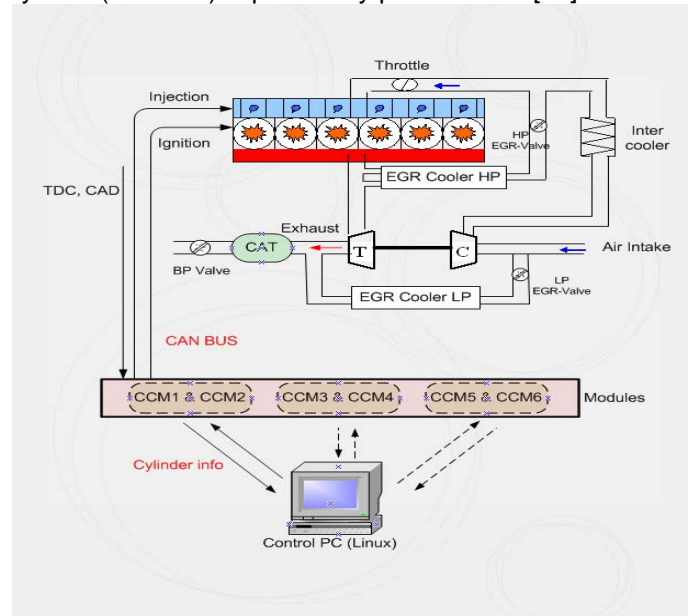 Throttle
Injection
Ignition
HP
EGR-Valve
Inter
cooler
EGR Cooler HP
TDC, CAD
Exhaust
CAT
T
C
Air Intake
BP Valve
LP
EGR-Valve
EGR Cooler LP
CAN BUS
CCM1 & CCM2
CCM3 & CCM4
CCM5 & CCM6
Modules
Cylinder info
Control PC (Linux)